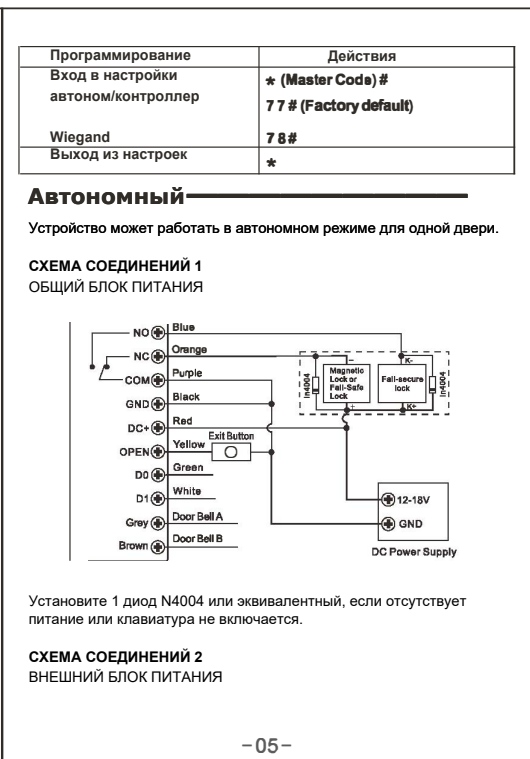 Программирование Действия
Вход в настройки * (Master Code) #
автоном/контроллер 7 7 # (Factory default)
Wiegand 7 8 #
Выход из настроек *
Автономный
Устройство может работать в автономном режиме для одной двери.
СХЕМА СОЕДИНЕНИЙ 1
ОБЩИЙ БЛОК ПИТАНИЯ
NO Blue
NC Orange
COM Purple
GND Black
DC+ Red
OPEN Yellow Exit Button
D0 Green
D1 White
Grey Door Bell A
Brown Door Bell B
In4004
−
Magnetic
Lock or
Fail-Safe
Lock
+
K-
Fail-secure
lock
K+
In4004
12-18V
GND
DC Power Supply
Установите 1 диод N4004 или эквивалентный, если отсутствует
питание или клавиатура не включается.
СХЕМА СОЕДИНЕНИЙ 2
ВНЕШНИЙ БЛОК ПИТАНИЯ
-05-